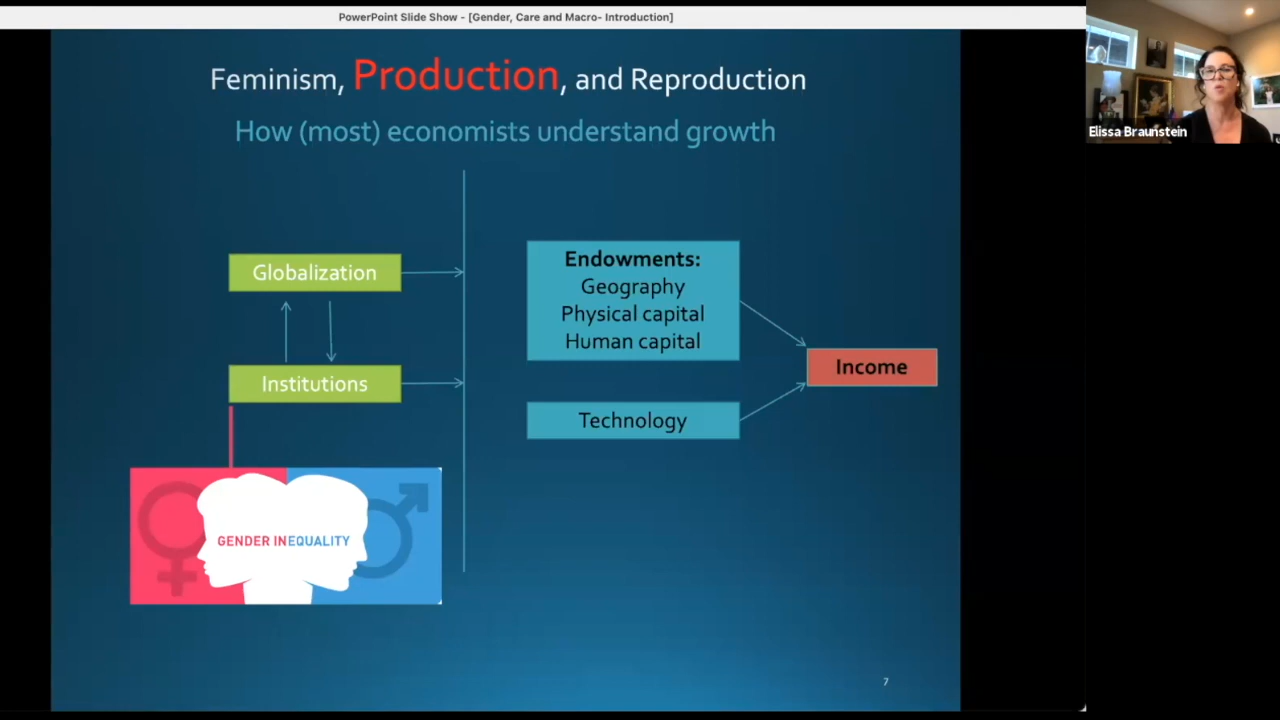 PowerPoint Slide Show - [Gender, Care and Macro- Introduction]
Feminism, Production, and Reproduction
How (most) economists understand growth
Globalization
Institutions
GENDER INEQUALITY
Endowments:
Geography
Physical capital
Human capital
Technology
Income
7
Elissa Braunstein